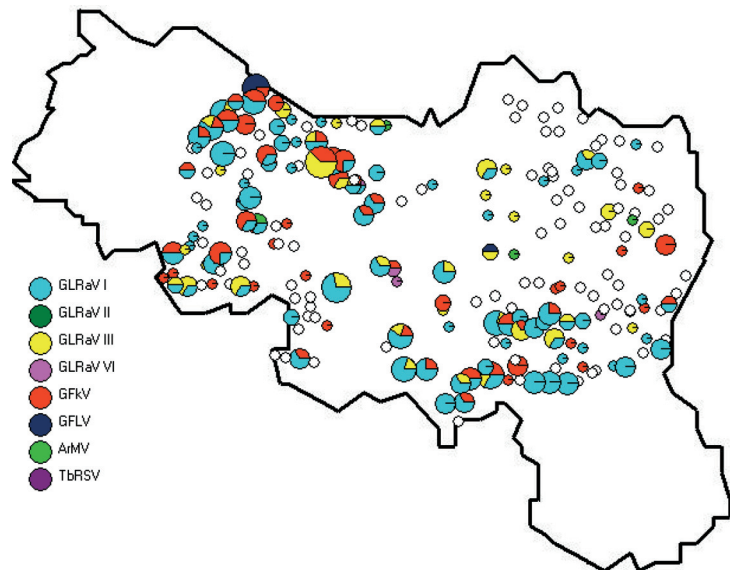 GLRaV I
GLRaV II
GLRaV III
GLRaV VI
GFkV
GFLV
ArMV
TbRSV